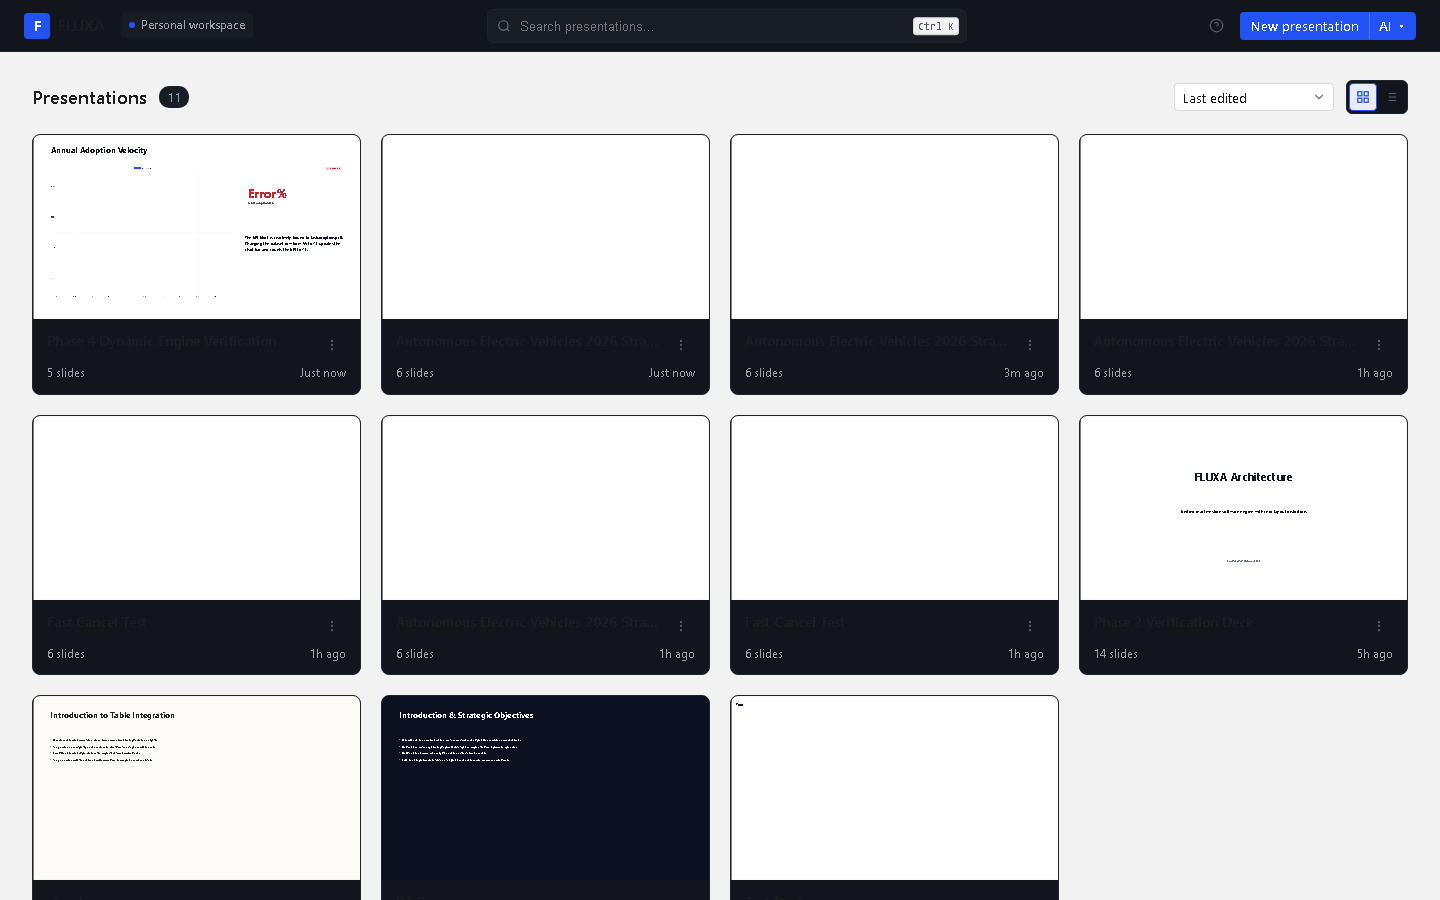 F FLUXA
Personal workspace
Search presentations...
Ctrl K
New presentation
AI
Presentations 11
Last edited
Annual Adoption Velocity
Error%
Phase 4 Dynamic Engine Verification
5 slides
Just now
Autonomous Electric Vehicles 2026 Stra...
6 slides
Just now
Autonomous Electric Vehicles 2026 Stra...
6 slides
3m ago
Autonomous Electric Vehicles 2026 Stra...
6 slides
1h ago
Fast Cancel Test
6 slides
1h ago
Autonomous Electric Vehicles 2026 Stra...
6 slides
1h ago
Fast Cancel Test
6 slides
1h ago
FLUXA Architecture
Phase 2 Verification Deck
14 slides
5h ago
Introduction to Table Integration
Introduction & Strategic Objectives